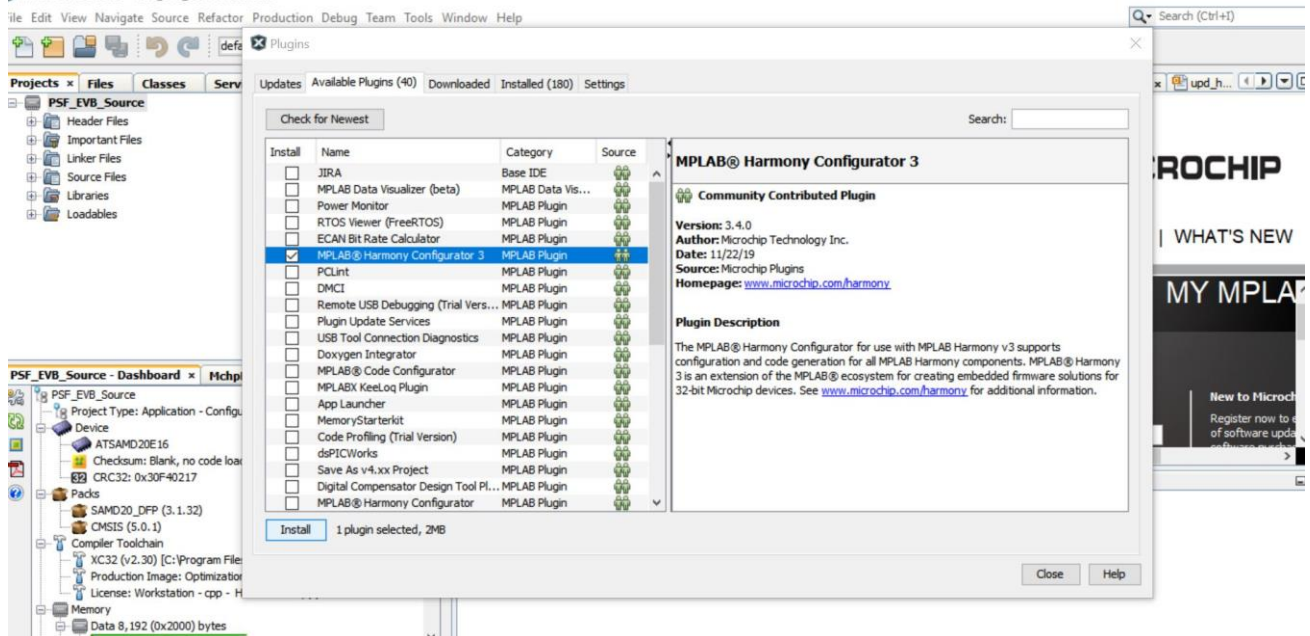 ile Edit View Navigate Source Refactor Production Debug Team Tools Window Help
Search (Ctrl+I)
defa
Plugins
Projects × Files Classes Serv
upd_h...
Updates Available Plugins (40) Downloaded Installed (180) Settings
PSF_EVB_Source
Header Files
Important Files
Linker Files
Source Files
Libraries
Loadables
Check for Newest
Search:
Install Name Category Source
JIRA Base IDE
MPLAB Data Visualizer (beta) MPLAB Data Vis...
Power Monitor MPLAB Plugin
RTOS Viewer (FreeRTOS) MPLAB Plugin
ECAN Bit Rate Calculator MPLAB Plugin
MPLAB® Harmony Configurator 3 MPLAB Plugin
PCLint MPLAB Plugin
DMCI MPLAB Plugin
Remote USB Debugging (Trial Vers... MPLAB Plugin
Plugin Update Services MPLAB Plugin
USB Tool Connection Diagnostics MPLAB Plugin
Doxygen Integrator MPLAB Plugin
MPLAB® Code Configurator MPLAB Plugin
MPLABX KeeLoq Plugin MPLAB Plugin
App Launcher MPLAB Plugin
MemoryStarterkit MPLAB Plugin
Code Profiling (Trial Version) MPLAB Plugin
dsPICWorks MPLAB Plugin
Save As v4.xx Project MPLAB Plugin
Digital Compensator Design Tool Pl... MPLAB Plugin
MPLAB® Harmony Configurator MPLAB Plugin
MPLAB® Harmony Configurator 3
Community Contributed Plugin
Version: 3.4.0
Author: Microchip Technology Inc.
Date: 11/22/19
Source: Microchip Plugins
Homepage: www.microchip.com/harmony
Plugin Description
The MPLAB® Harmony Configurator for use with MPLAB Harmony v3 supports
configuration and code generation for all MPLAB Harmony components. MPLAB® Harmony
3 is an extension of the MPLAB® ecosystem for creating embedded firmware solutions for
32-bit Microchip devices. See www.microchip.com/harmony for additional information.
Install 1 plugin selected, 2MB
Close Help
ROCHIP
| WHAT'S NEW
MY MPLA
New to Microch
Register now to e
of software upda
PSF_EVB_Source - Dashboard × Mchp
PSF_EVB_Source
Project Type: Application - Configu
Device
ATSAMD20E16
Checksum: Blank, no code load
CRC32: 0x30F40217
Packs
SAMD20_DFP (3.1.32)
CMSIS (5.0.1)
Compiler Toolchain
XC32 (v2.30) [C:\Program File
Production Image: Optimization
License: Workstation - cpp - H
Memory
Data 8,192 (0x2000) bytes